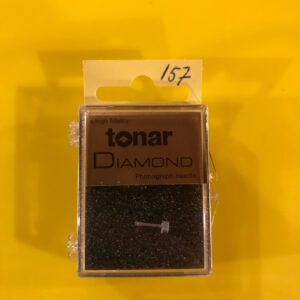 157
a high fidelity
tonar
DIAMOND
Phonograph needle